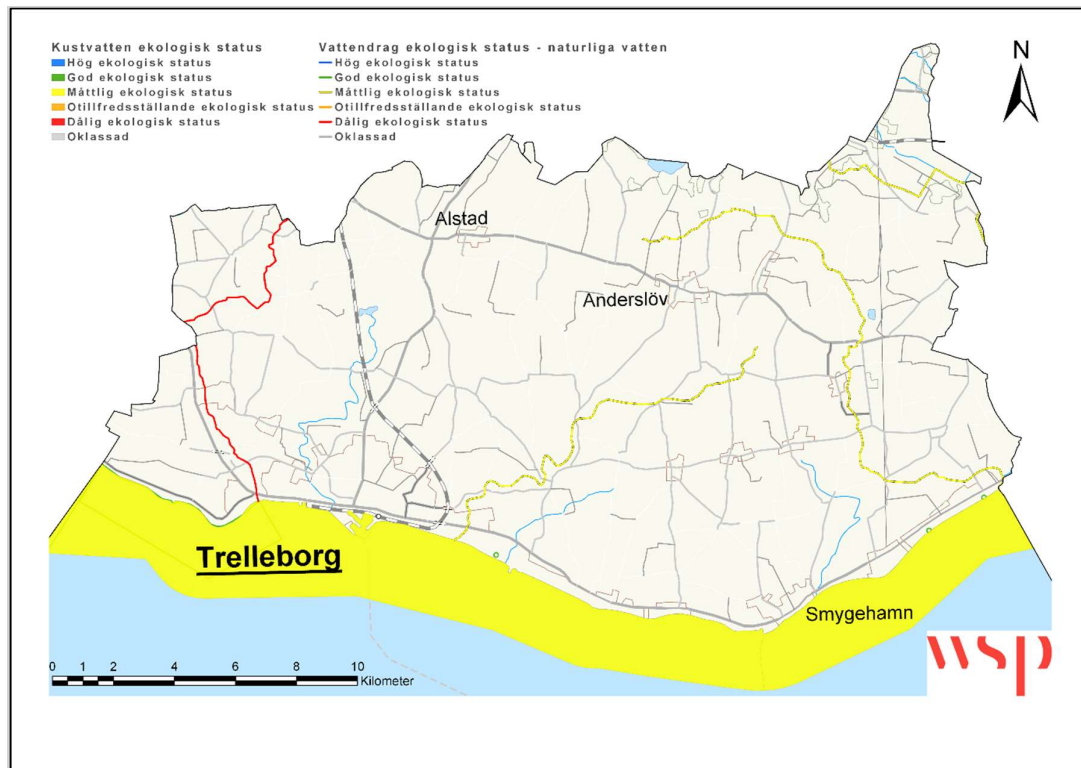 Kustvatten ekologisk status
Hög ekologisk status
God ekologisk status
Måttlig ekologisk status
Otillfredsställande ekologisk status
Dålig ekologisk status
Oklassad
Vattendrag ekologisk status - naturliga vatten
Hög ekologisk status
God ekologisk status
Måttlig ekologisk status
Otillfredsställande ekologisk status
Dålig ekologisk status
Oklassad
N
Alstad
Anderslöv
Trelleborg
Smygehamn
0 1 2 4 6 8 10
Kilometer
wsp